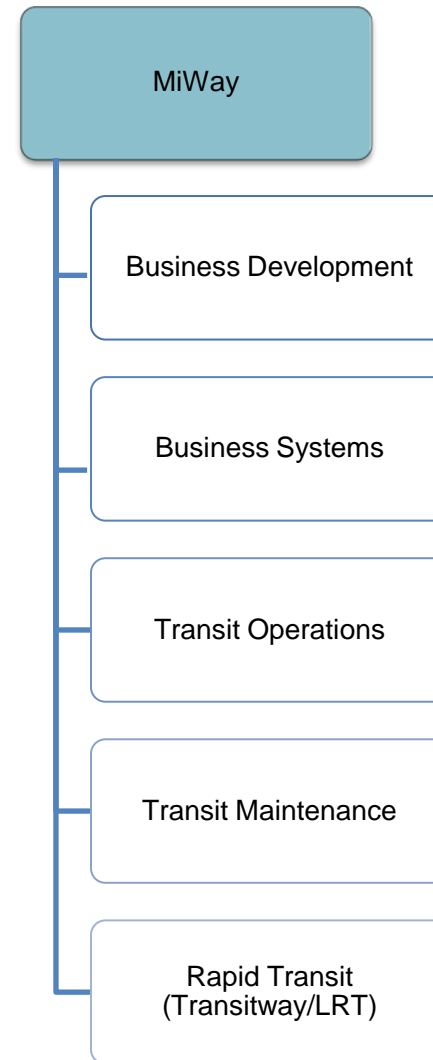 MiWay
Business Development
Business Systems
Transit Operations
Transit Maintenance
Rapid Transit
(Transitway/LRT)